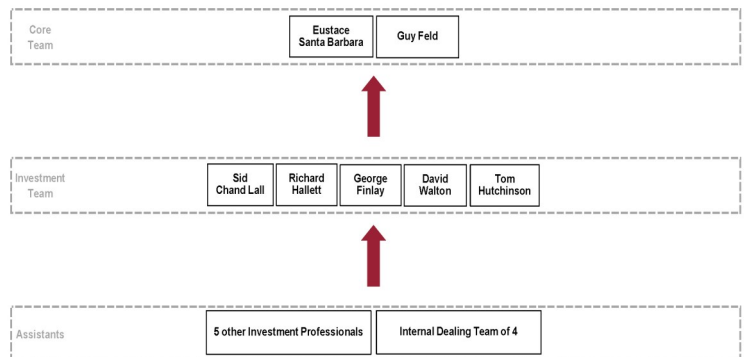 Core
Team
Eustace
Santa Barbara
Guy Feld
Investment
Team
Sid
Chand Lall
Richard
Hallett
George
Finlay
David
Walton
Tom
Hutchinson
Assistants
5 other Investment Professionals
Internal Dealing Team of 4